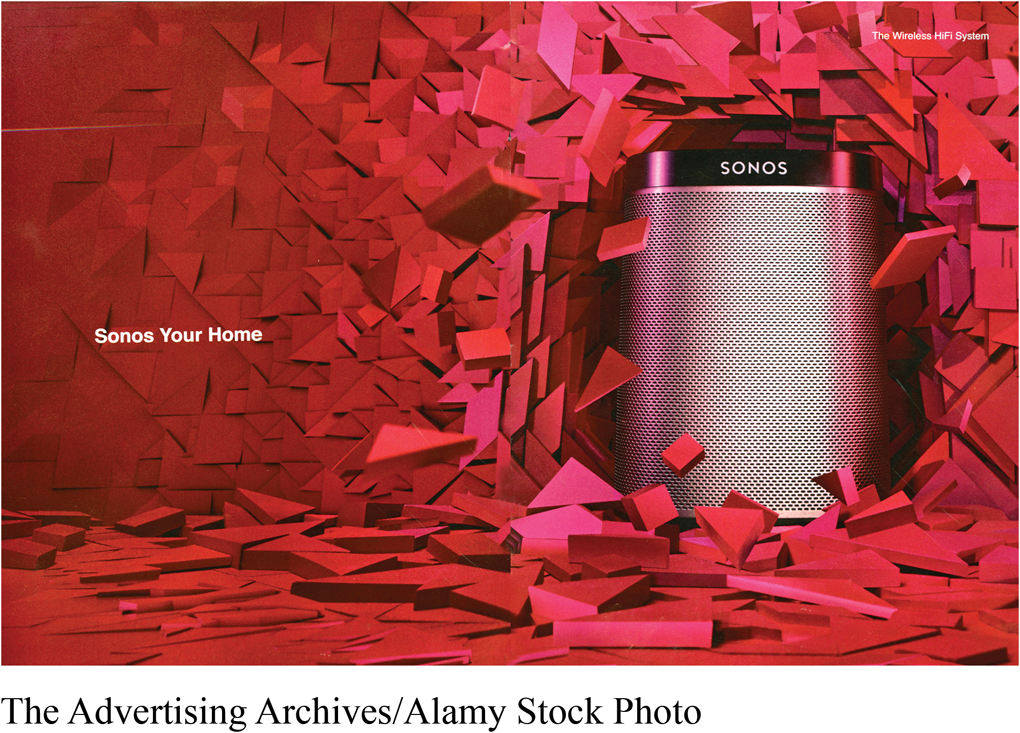 The Wireless HiFi System
SONOS
Sonos Your Home
The Advertising Archives/Alamy Stock Photo